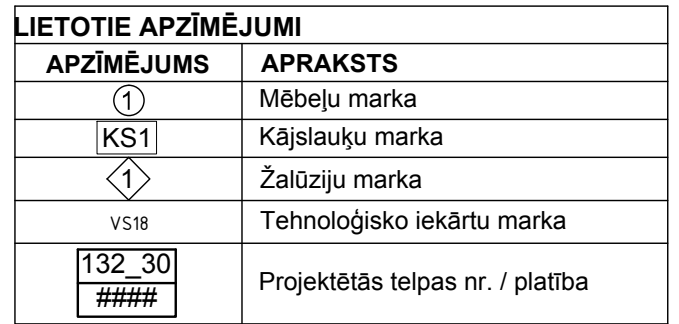 LIETOTIE APZĪMĒJUMI
APZĪMĒJUMS APRAKSTS
1 Mēbeļu marka
KS1 Kājslauķu marka
1 Žalūziju marka
VS18 Tehnoloģisko iekārtu marka
132_30
#### Projektētās telpas nr. / platība